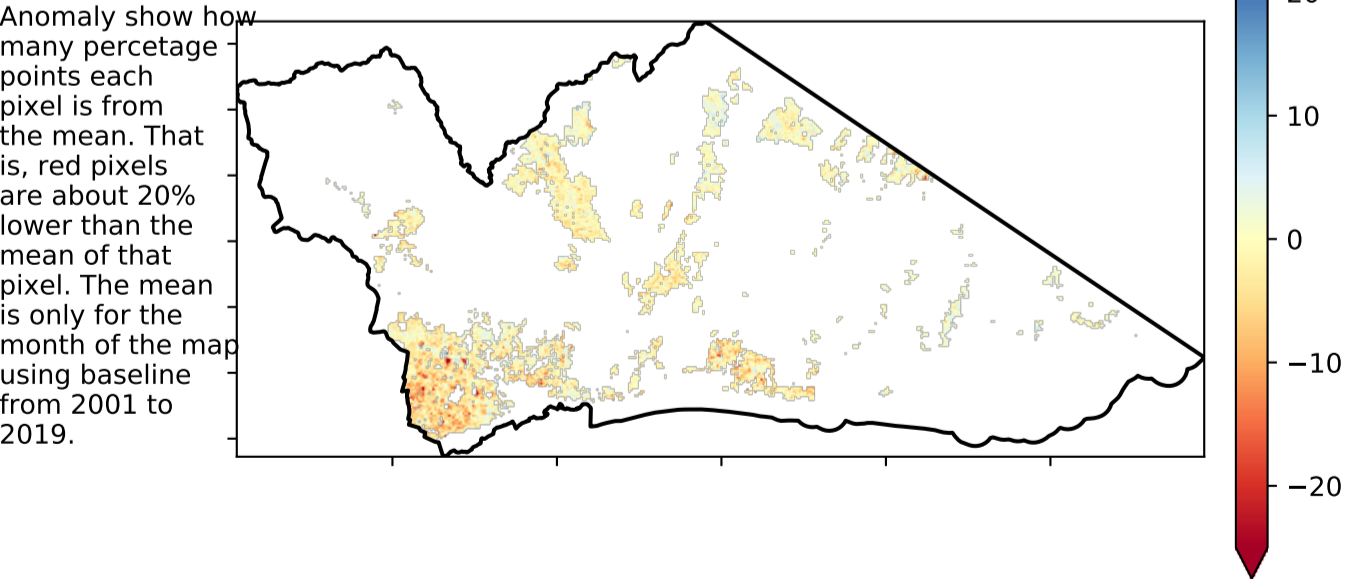 Anomaly show how
many percetage
points each
pixel is from
the mean. That
is, red pixels
are about 20%
lower than the
mean of that
pixel. The mean
is only for the
month of the map
using baseline
from 2001 to
2019.
20
10
0
−10
−20